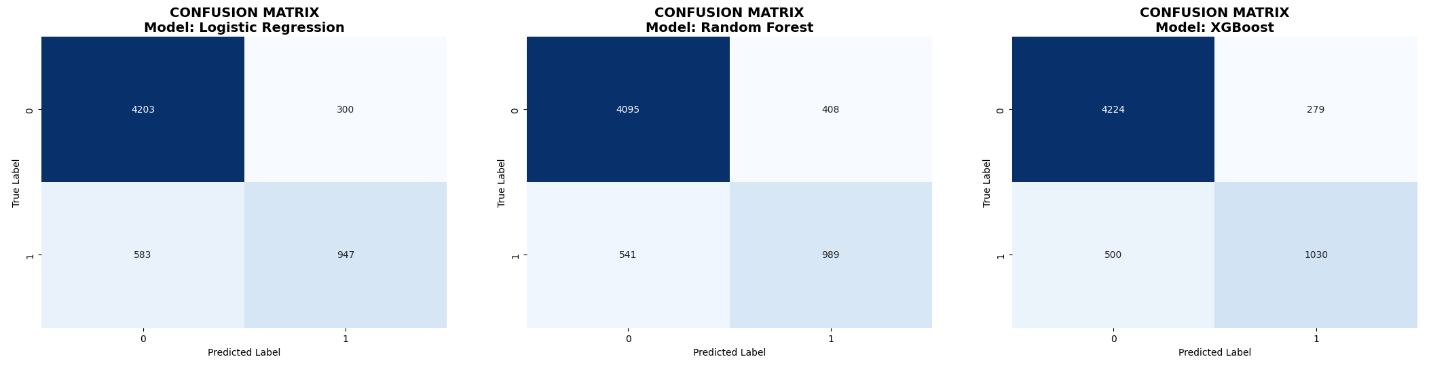 CONFUSION MATRIX
Model: Logistic Regression
0
4203
300
1
583
947
True Label
0
1
Predicted Label
CONFUSION MATRIX
Model: Random Forest
0
4095
408
1
541
989
True Label
0
1
Predicted Label
CONFUSION MATRIX
Model: XGBoost
0
4224
279
1
500
1030
True Label
0
1
Predicted Label